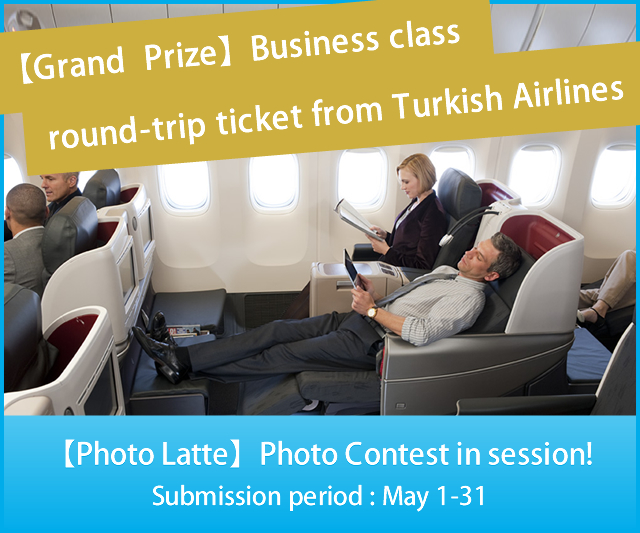 【Grand Prize】Business class
round-trip ticket from Turkish Airlines
【Photo Latte】Photo Contest in session!
Submission period : May 1-31